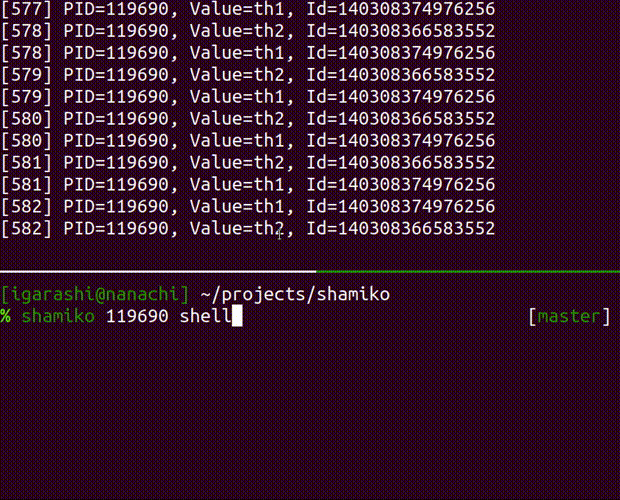 [577] PID=119690, Value=th1, Id=140308374976256
[578] PID=119690, Value=th2, Id=140308366583552
[578] PID=119690, Value=th1, Id=140308374976256
[579] PID=119690, Value=th2, Id=140308366583552
[579] PID=119690, Value=th1, Id=140308374976256
[580] PID=119690, Value=th2, Id=140308366583552
[580] PID=119690, Value=th1, Id=140308374976256
[581] PID=119690, Value=th2, Id=140308366583552
[581] PID=119690, Value=th1, Id=140308374976256
[582] PID=119690, Value=th1, Id=140308374976256
[582] PID=119690, Value=th2, Id=140308366583552
[igarashi@nanachi] ~/projects/shamiko
% shamiko 119690 shell [master]